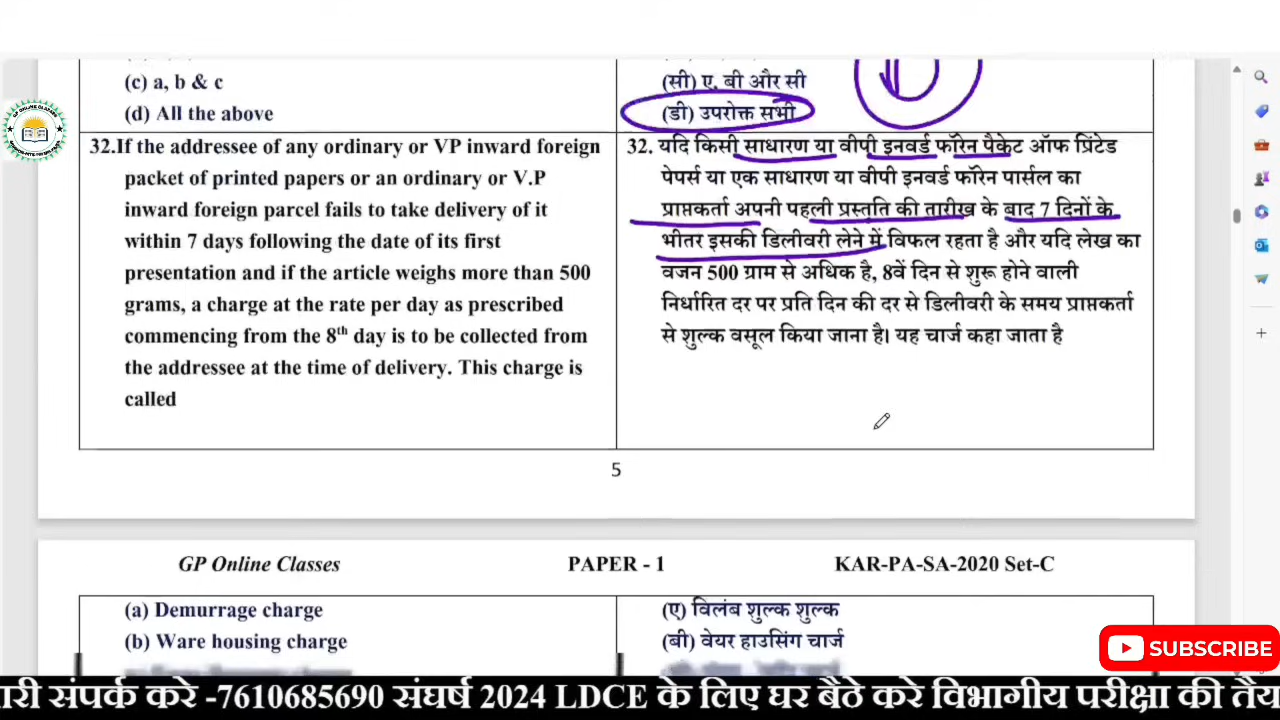 (c) a, b & c
(d) All the above
(सी) ए. बी और सी
(डी) उपरोक्त सभी
32.If the addressee of any ordinary or VP inward foreign
packet of printed papers or an ordinary or V.P
inward foreign parcel fails to take delivery of it
within 7 days following the date of its first
presentation and if the article weighs more than 500
grams, a charge at the rate per day as prescribed
commencing from the 8th day is to be collected from
the addressee at the time of delivery. This charge is
called
32. यदि किसी साधारण या वीपी इनवर्ड फॉरेन पैकेट ऑफ प्रिंटेड
पेपर्स या एक साधारण या वीपी इनवर्ड फॉरेन पार्सल का
प्राप्तकर्ता अपनी पहली प्रस्तुति की तारीख के बाद 7 दिनों के
भीतर इसकी डिलीवरी लेने में विफल रहता है और यदि लेख का
वजन 500 ग्राम से अधिक है, 8वें दिन से शुरू होने वाली
निर्धारित दर पर प्रति दिन की दर से डिलीवरी के समय प्राप्तकर्ता
से शुल्क वसूल किया जाना है। यह चार्ज कहा जाता है
5
GP Online Classes PAPER - 1 KAR-PA-SA-2020 Set-C
(a) Demurrage charge
(b) Ware housing charge
(ए) विलंब शुल्क शुल्क
(बी) वेयर हाउसिंग चार्ज
SUBSCRIBE
संपर्क करे -7610685690 संघर्ष 2024 LDCE के लिए घर बैठे करे विभागीय परीक्षा की